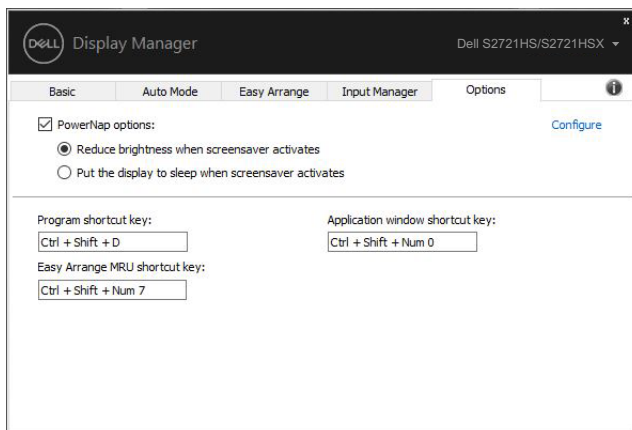 x
DELL Display Manager Dell S2721HS/S2721HSX
Basic Auto Mode Easy Arrange Input Manager Options i
PowerNap options: Configure
Reduce brightness when screensaver activates
Put the display to sleep when screensaver activates
Program shortcut key: Application window shortcut key:
Ctrl + Shift + D Ctrl + Shift + Num 0
Easy Arrange MRU shortcut key:
Ctrl + Shift + Num 7